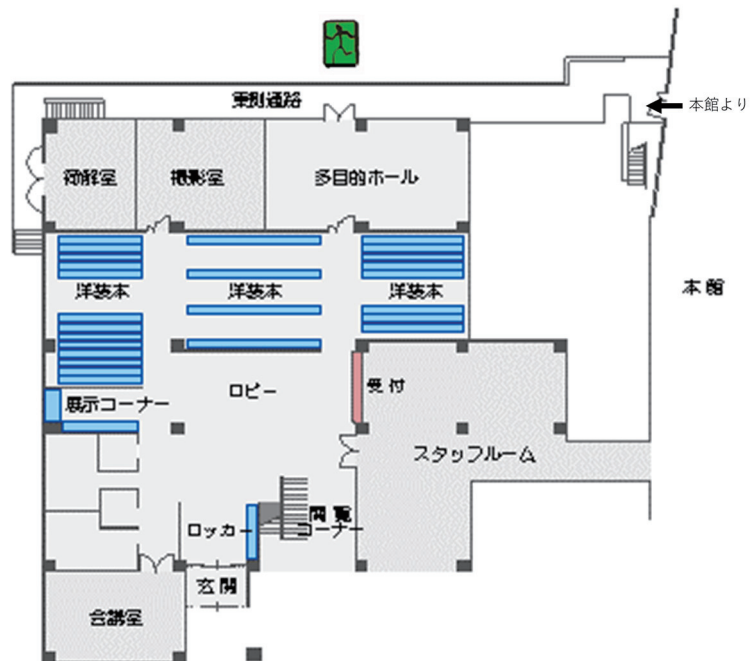 東側通路
本館より
荷解室
撮影室
多目的ホール
洋装本
洋装本
洋装本
本館
展示コーナー
ロビー
受付
スタッフルーム
ロッカー
閲覧
コーナー
玄関
会議室